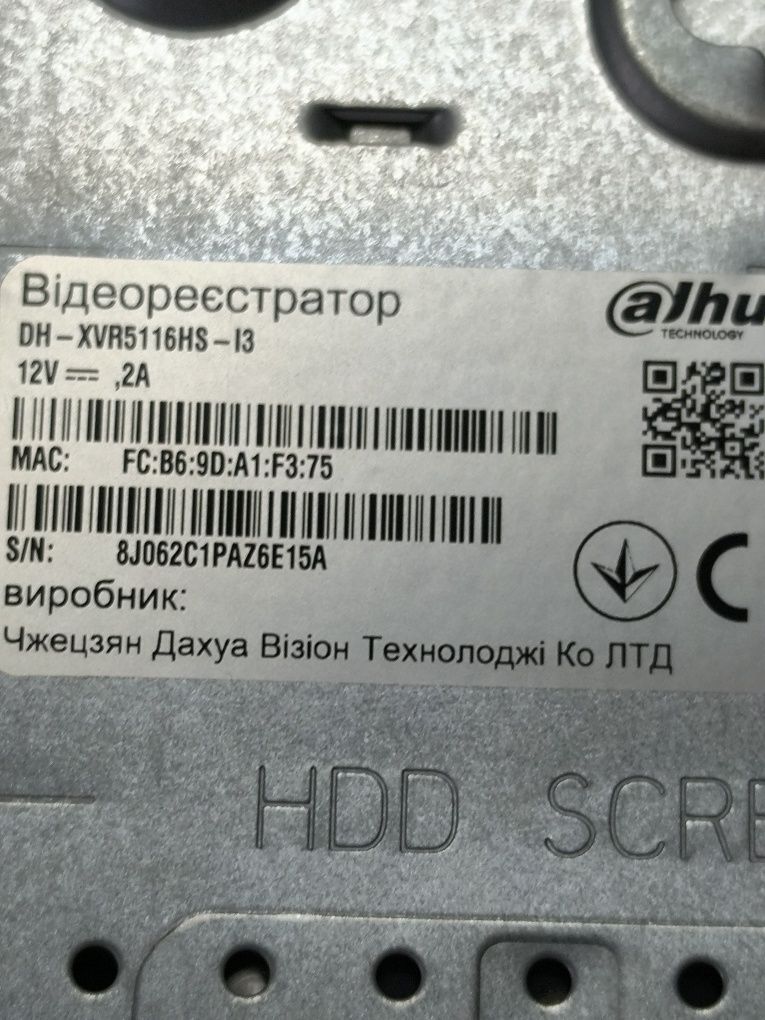 Відеореєстратор
DH-XVR5116HS-I3
12V ⎓ ,2A
alhu
TECHNOLOGY
MAC: FC:B6:9D:A1:F3:75
S/N: 8J062C1PAZ6E15A
виробник:
Чжецзян Дахуа Візіон Технолоджі Ко ЛТД
HDD SCRE